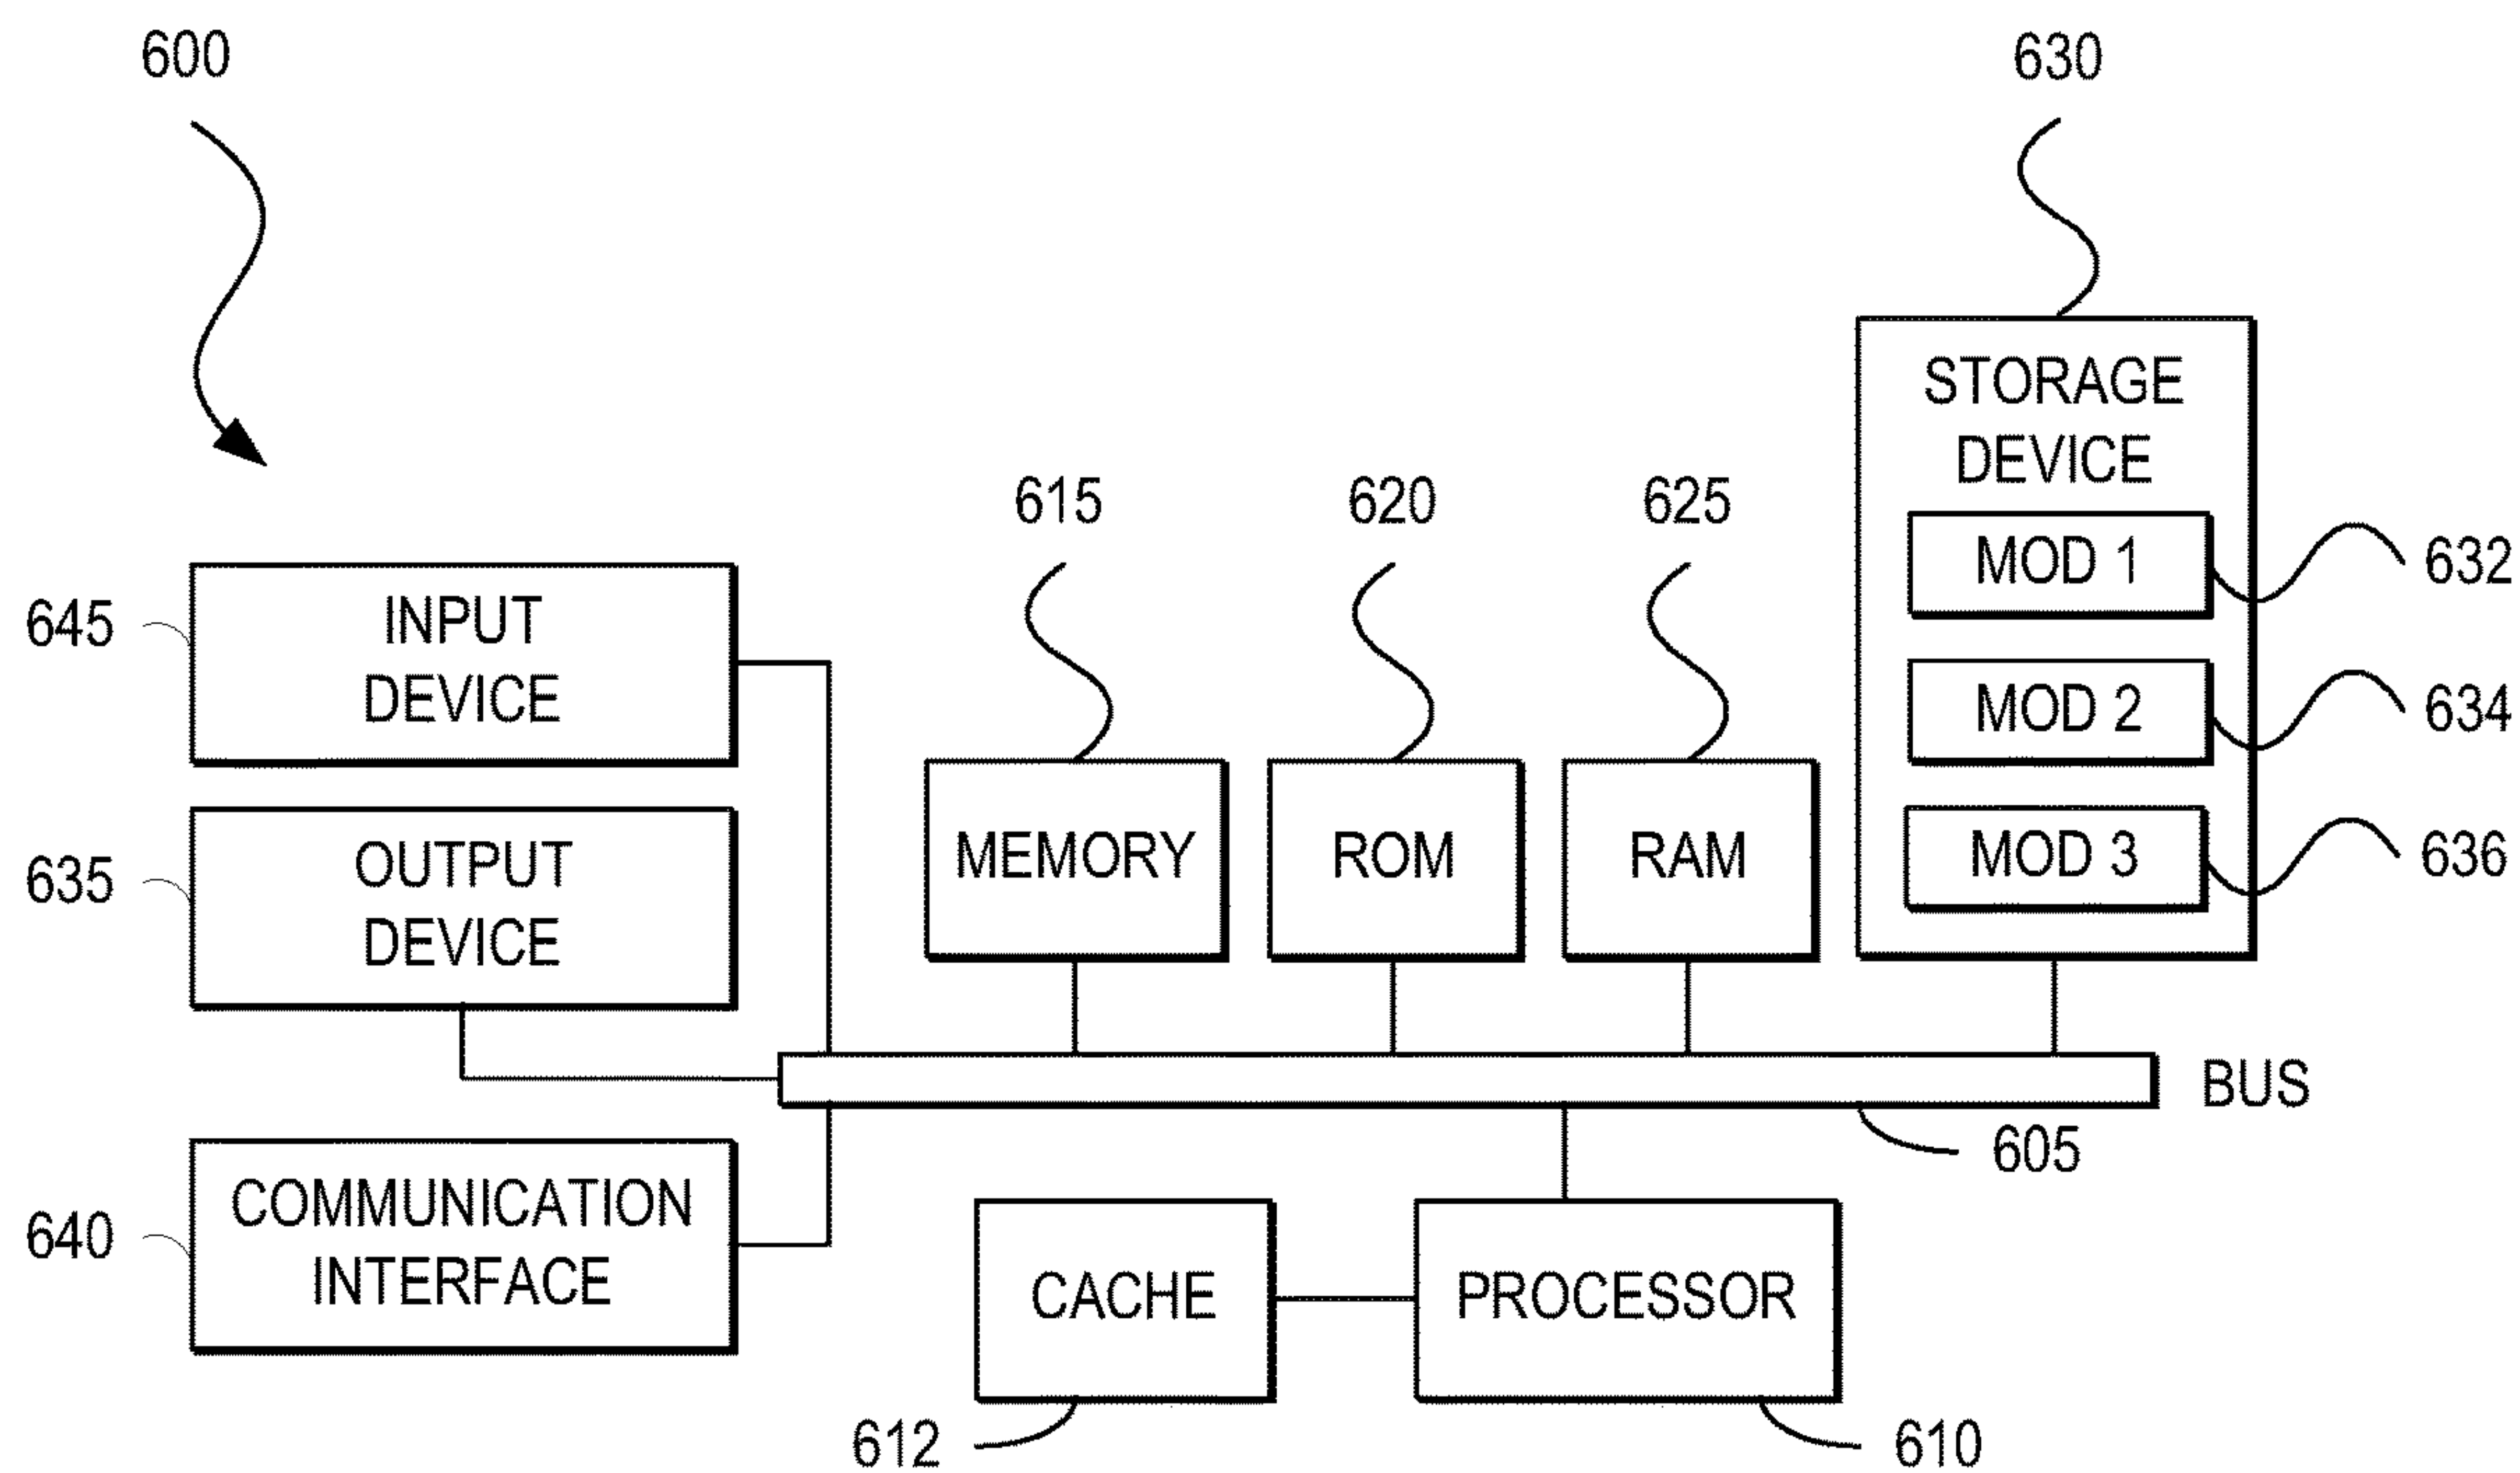 600
630
STORAGE
DEVICE
615
620
625
MOD 1
632
645
INPUT
DEVICE
MOD 2
634
635
OUTPUT
DEVICE
MEMORY
ROM
RAM
MOD 3
636
BUS
605
640
COMMUNICATION
INTERFACE
CACHE
PROCESSOR
612
610